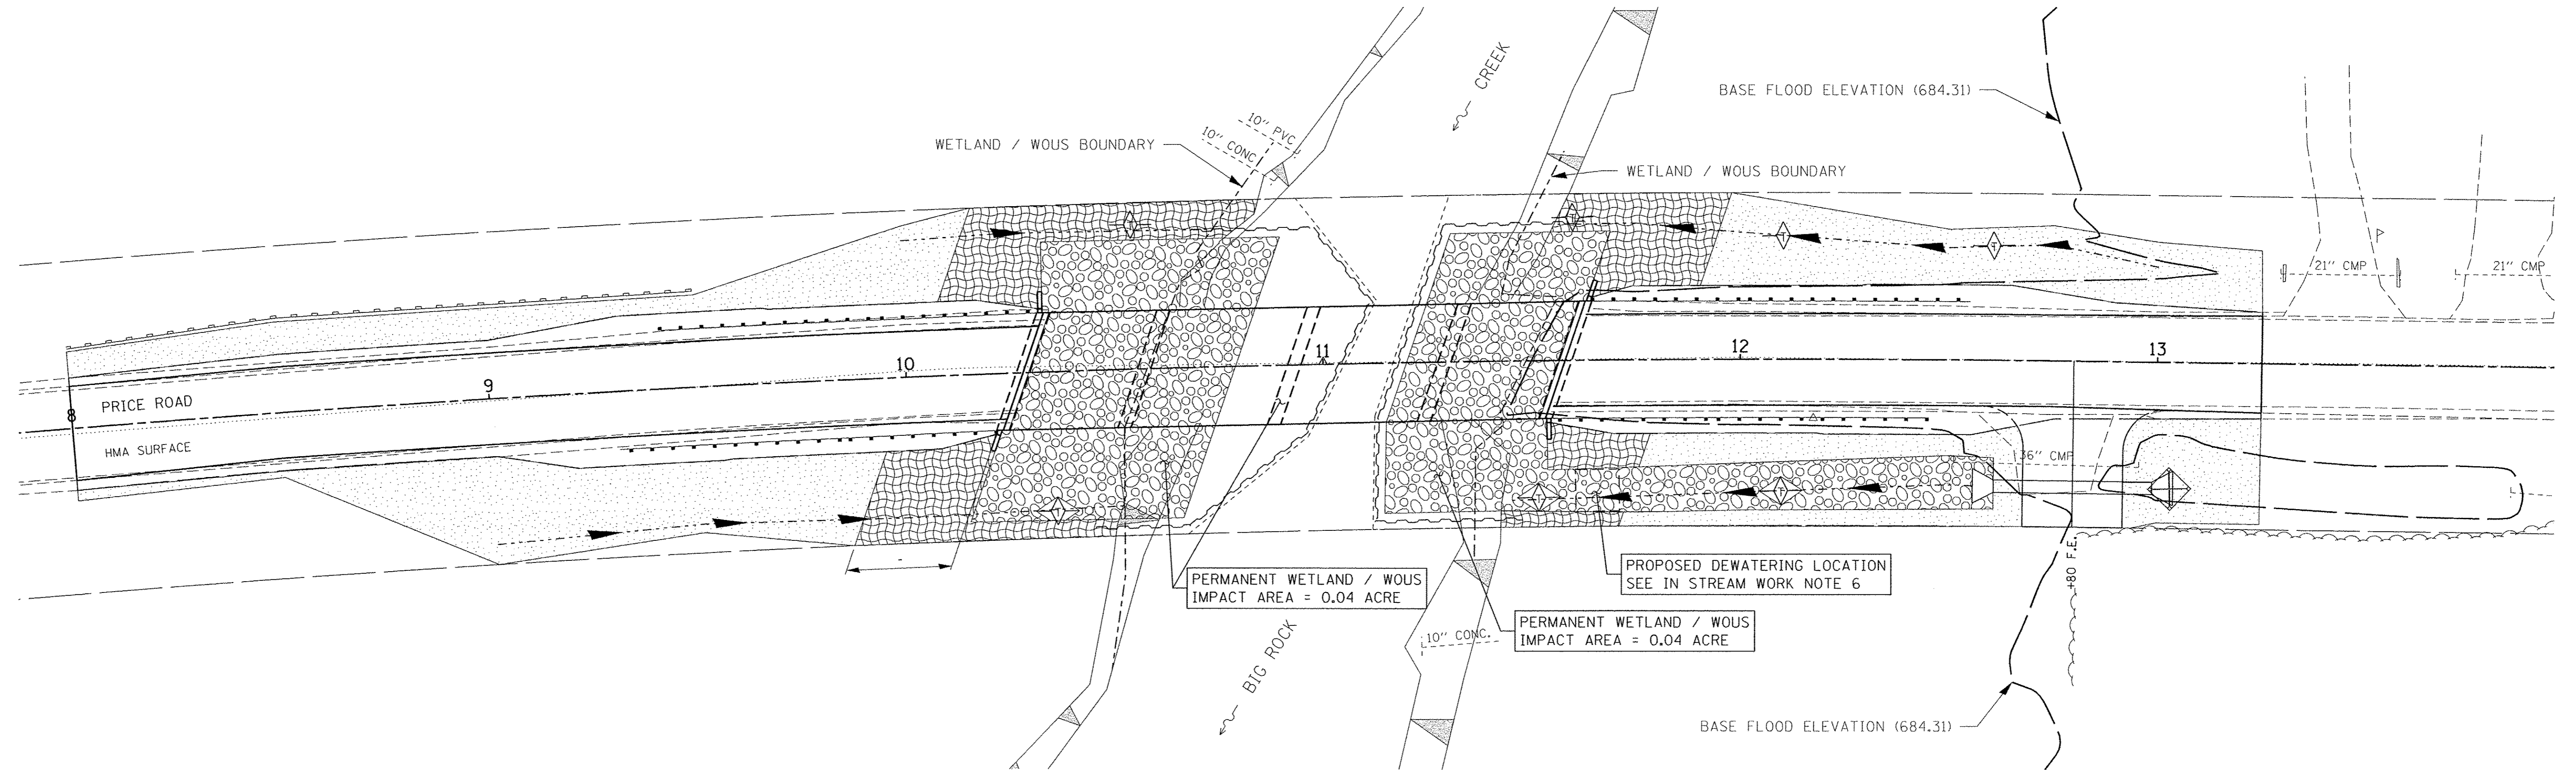 BASE FLOOD ELEVATION (684.31)
CREEK
10" PVC
10" CONC
WETLAND / WOUS BOUNDARY
WETLAND / WOUS BOUNDARY
T
T
T
T
21" CMP
21" CMP
8
9
10
11
12
13
PRICE ROAD
HMA SURFACE
36" CMP
T
T
T
+80 F.E.
PROPOSED DEWATERING LOCATION
SEE IN STREAM WORK NOTE 6
PERMANENT WETLAND / WOUS
IMPACT AREA = 0.04 ACRE
PERMANENT WETLAND / WOUS
IMPACT AREA = 0.04 ACRE
10" CONC.
BIG ROCK
BASE FLOOD ELEVATION (684.31)